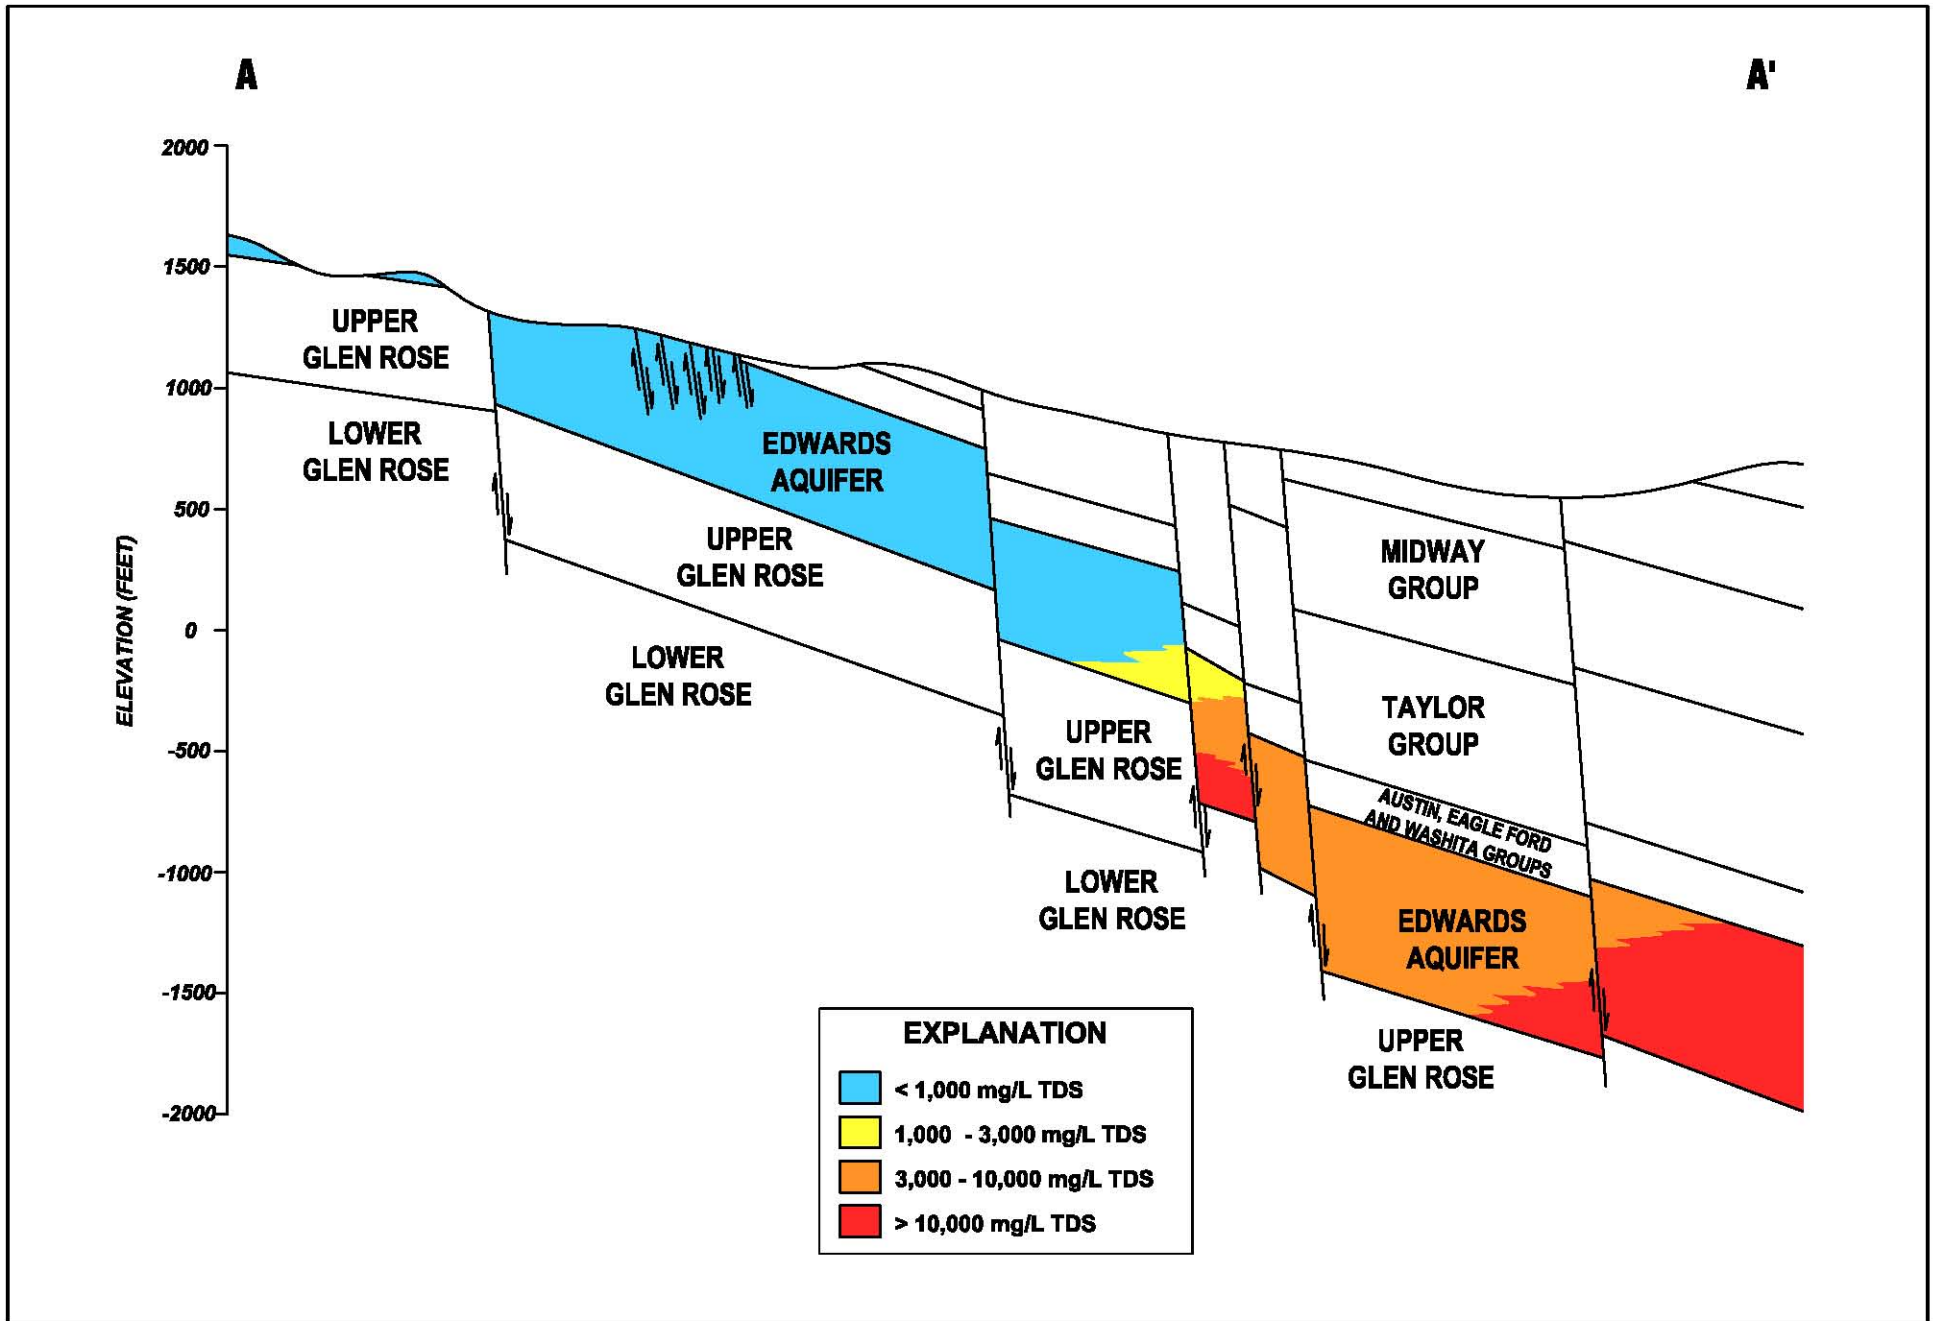 A
A'
2000
1500
1000
500
0
-500
-1000
-1500
-2000
ELEVATION (FEET)
UPPER
GLEN ROSE
LOWER
GLEN ROSE
EDWARDS
AQUIFER
UPPER
GLEN ROSE
LOWER
GLEN ROSE
UPPER
GLEN ROSE
LOWER
GLEN ROSE
MIDWAY
GROUP
TAYLOR
GROUP
AUSTIN, EAGLE FORD
AND WASHITA GROUPS
EDWARDS
AQUIFER
UPPER
GLEN ROSE
EXPLANATION
< 1,000 mg/L TDS
1,000 - 3,000 mg/L TDS
3,000 - 10,000 mg/L TDS
> 10,000 mg/L TDS